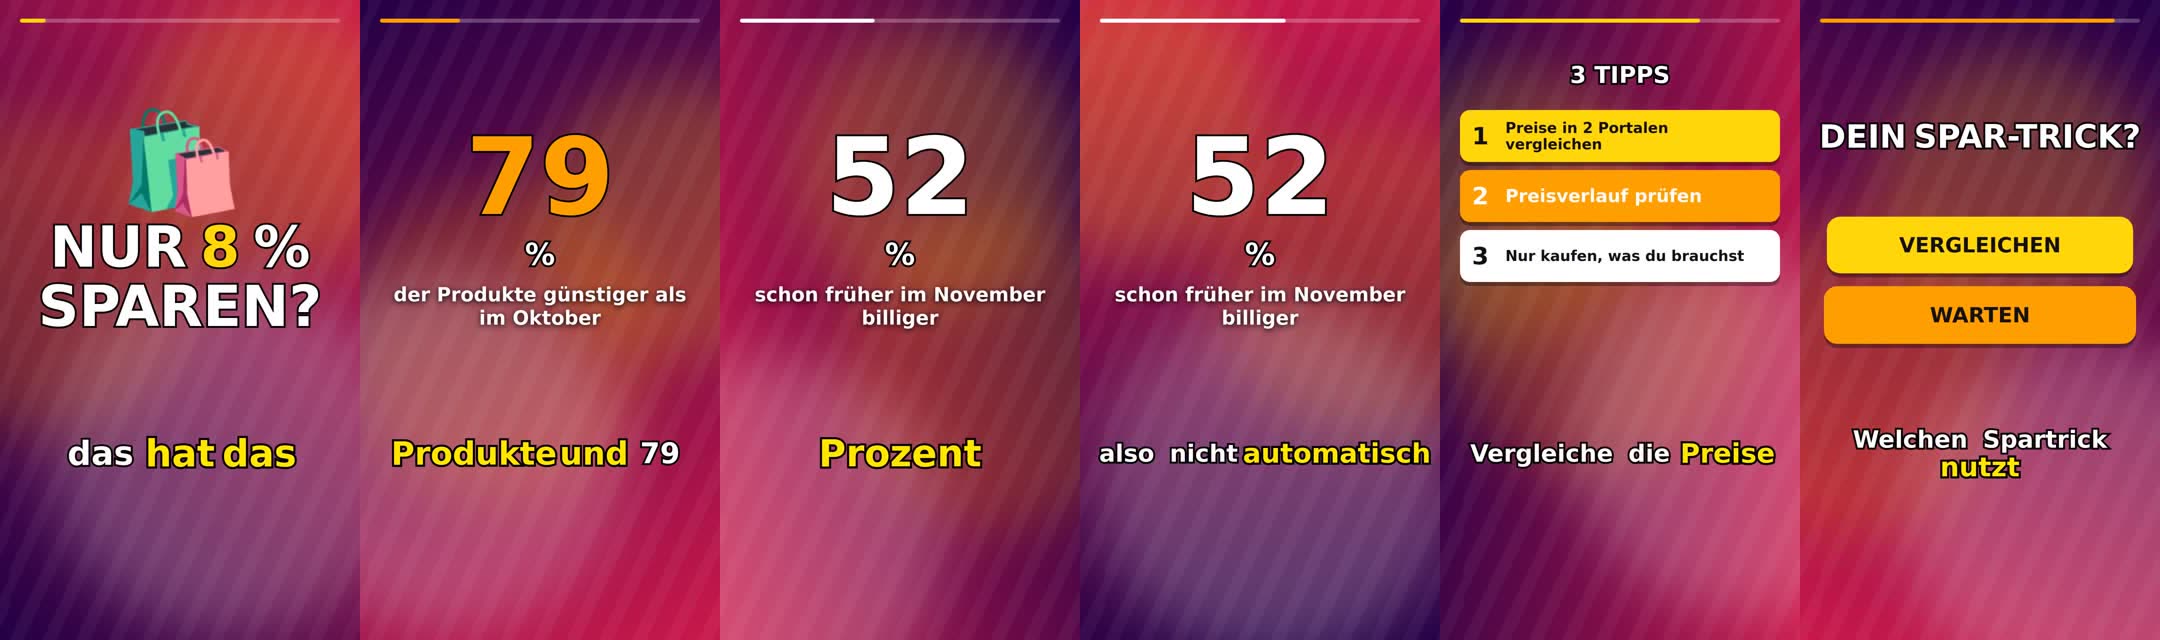 NUR 8 %
SPAREN?
das hat das
79
%
der Produkte günstiger als
im Oktober
Produkte und 79
52
%
schon früher im November
billiger
Prozent
52
%
schon früher im November
billiger
also nicht automatisch
3 TIPPS
1 Preise in 2 Portalen
vergleichen
2 Preisverlauf prüfen
3 Nur kaufen, was du brauchst
Vergleiche die Preise
DEIN SPAR-TRICK?
VERGLEICHEN
WARTEN
Welchen Spartrick
nutzt